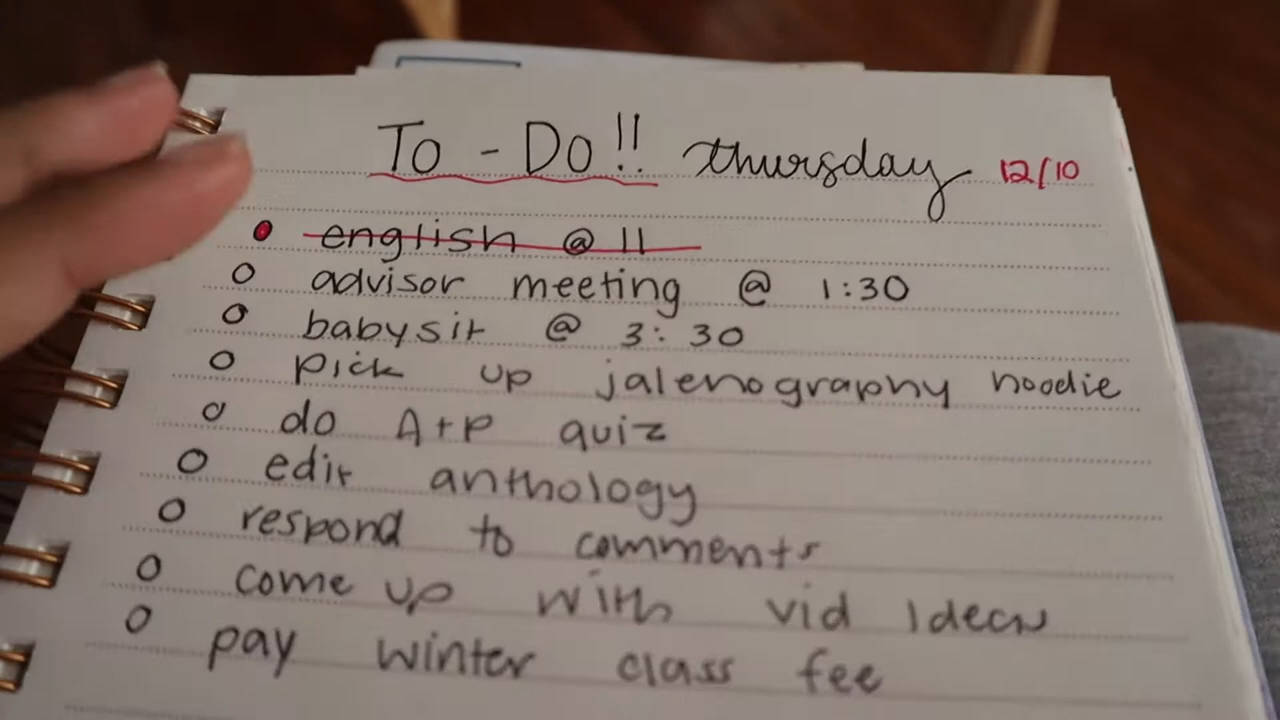 To-Do!! thursday 12/10
english @ 11
advisor meeting @ 1:30
babysit @ 3:30
pick up jalenography hoodie
do A+P quiz
edit anthology
respond to comments
come up with vid Ideas
pay winter class fee